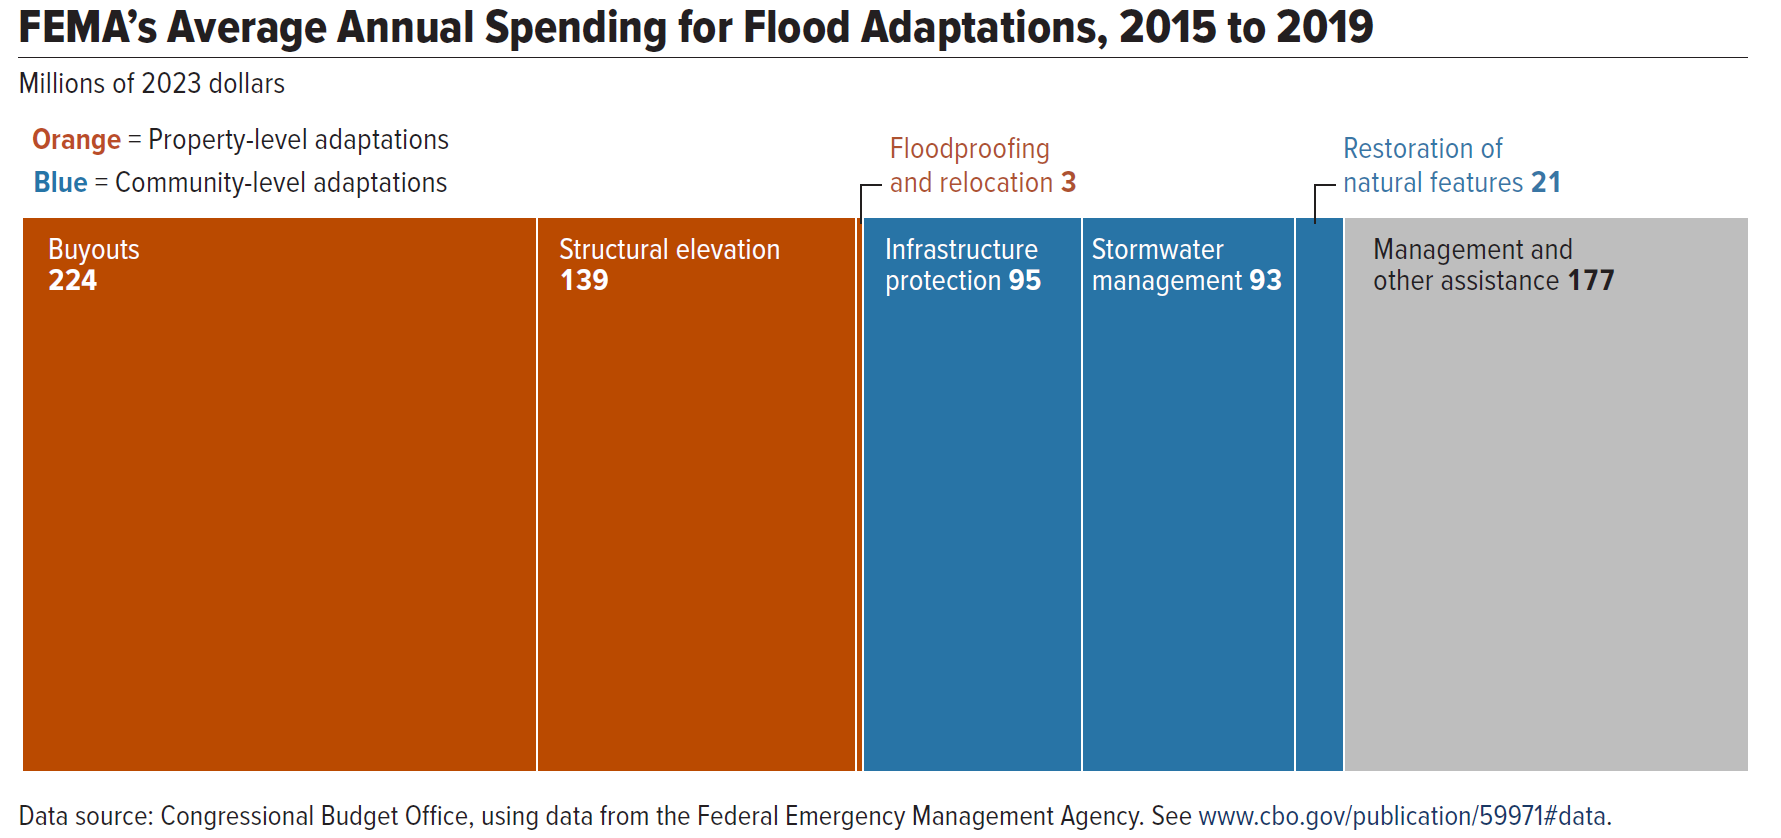 FEMA’s Average Annual Spending for Flood Adaptations, 2015 to 2019
Millions of 2023 dollars
Orange = Property-level adaptations
Blue = Community-level adaptations
Floodproofing
and relocation 3
Restoration of
natural features 21
Buyouts
224
Structural elevation
139
Infrastructure
protection 95
Stormwater
management 93
Management and
other assistance 177
Data source: Congressional Budget Office, using data from the Federal Emergency Management Agency. See www.cbo.gov/publication/59971#data.